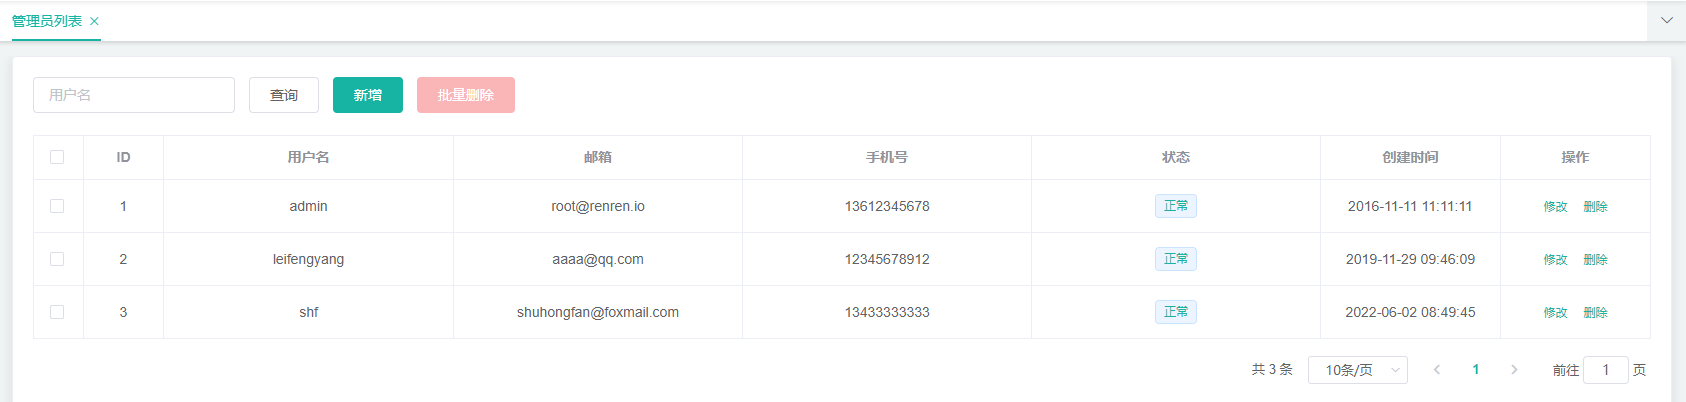 管理员列表
用户名 查询 新增 批量删除
ID 用户名 邮箱 手机号 状态 创建时间 操作
1 admin root@renren.io 13612345678 正常 2016-11-11 11:11:11 修改 删除
2 leifengyang aaaa@qq.com 12345678912 正常 2019-11-29 09:46:09 修改 删除
3 shf shuhongfan@foxmail.com 13433333333 正常 2022-06-02 08:49:45 修改 删除
共 3 条 10条/页 1 前往 1 页